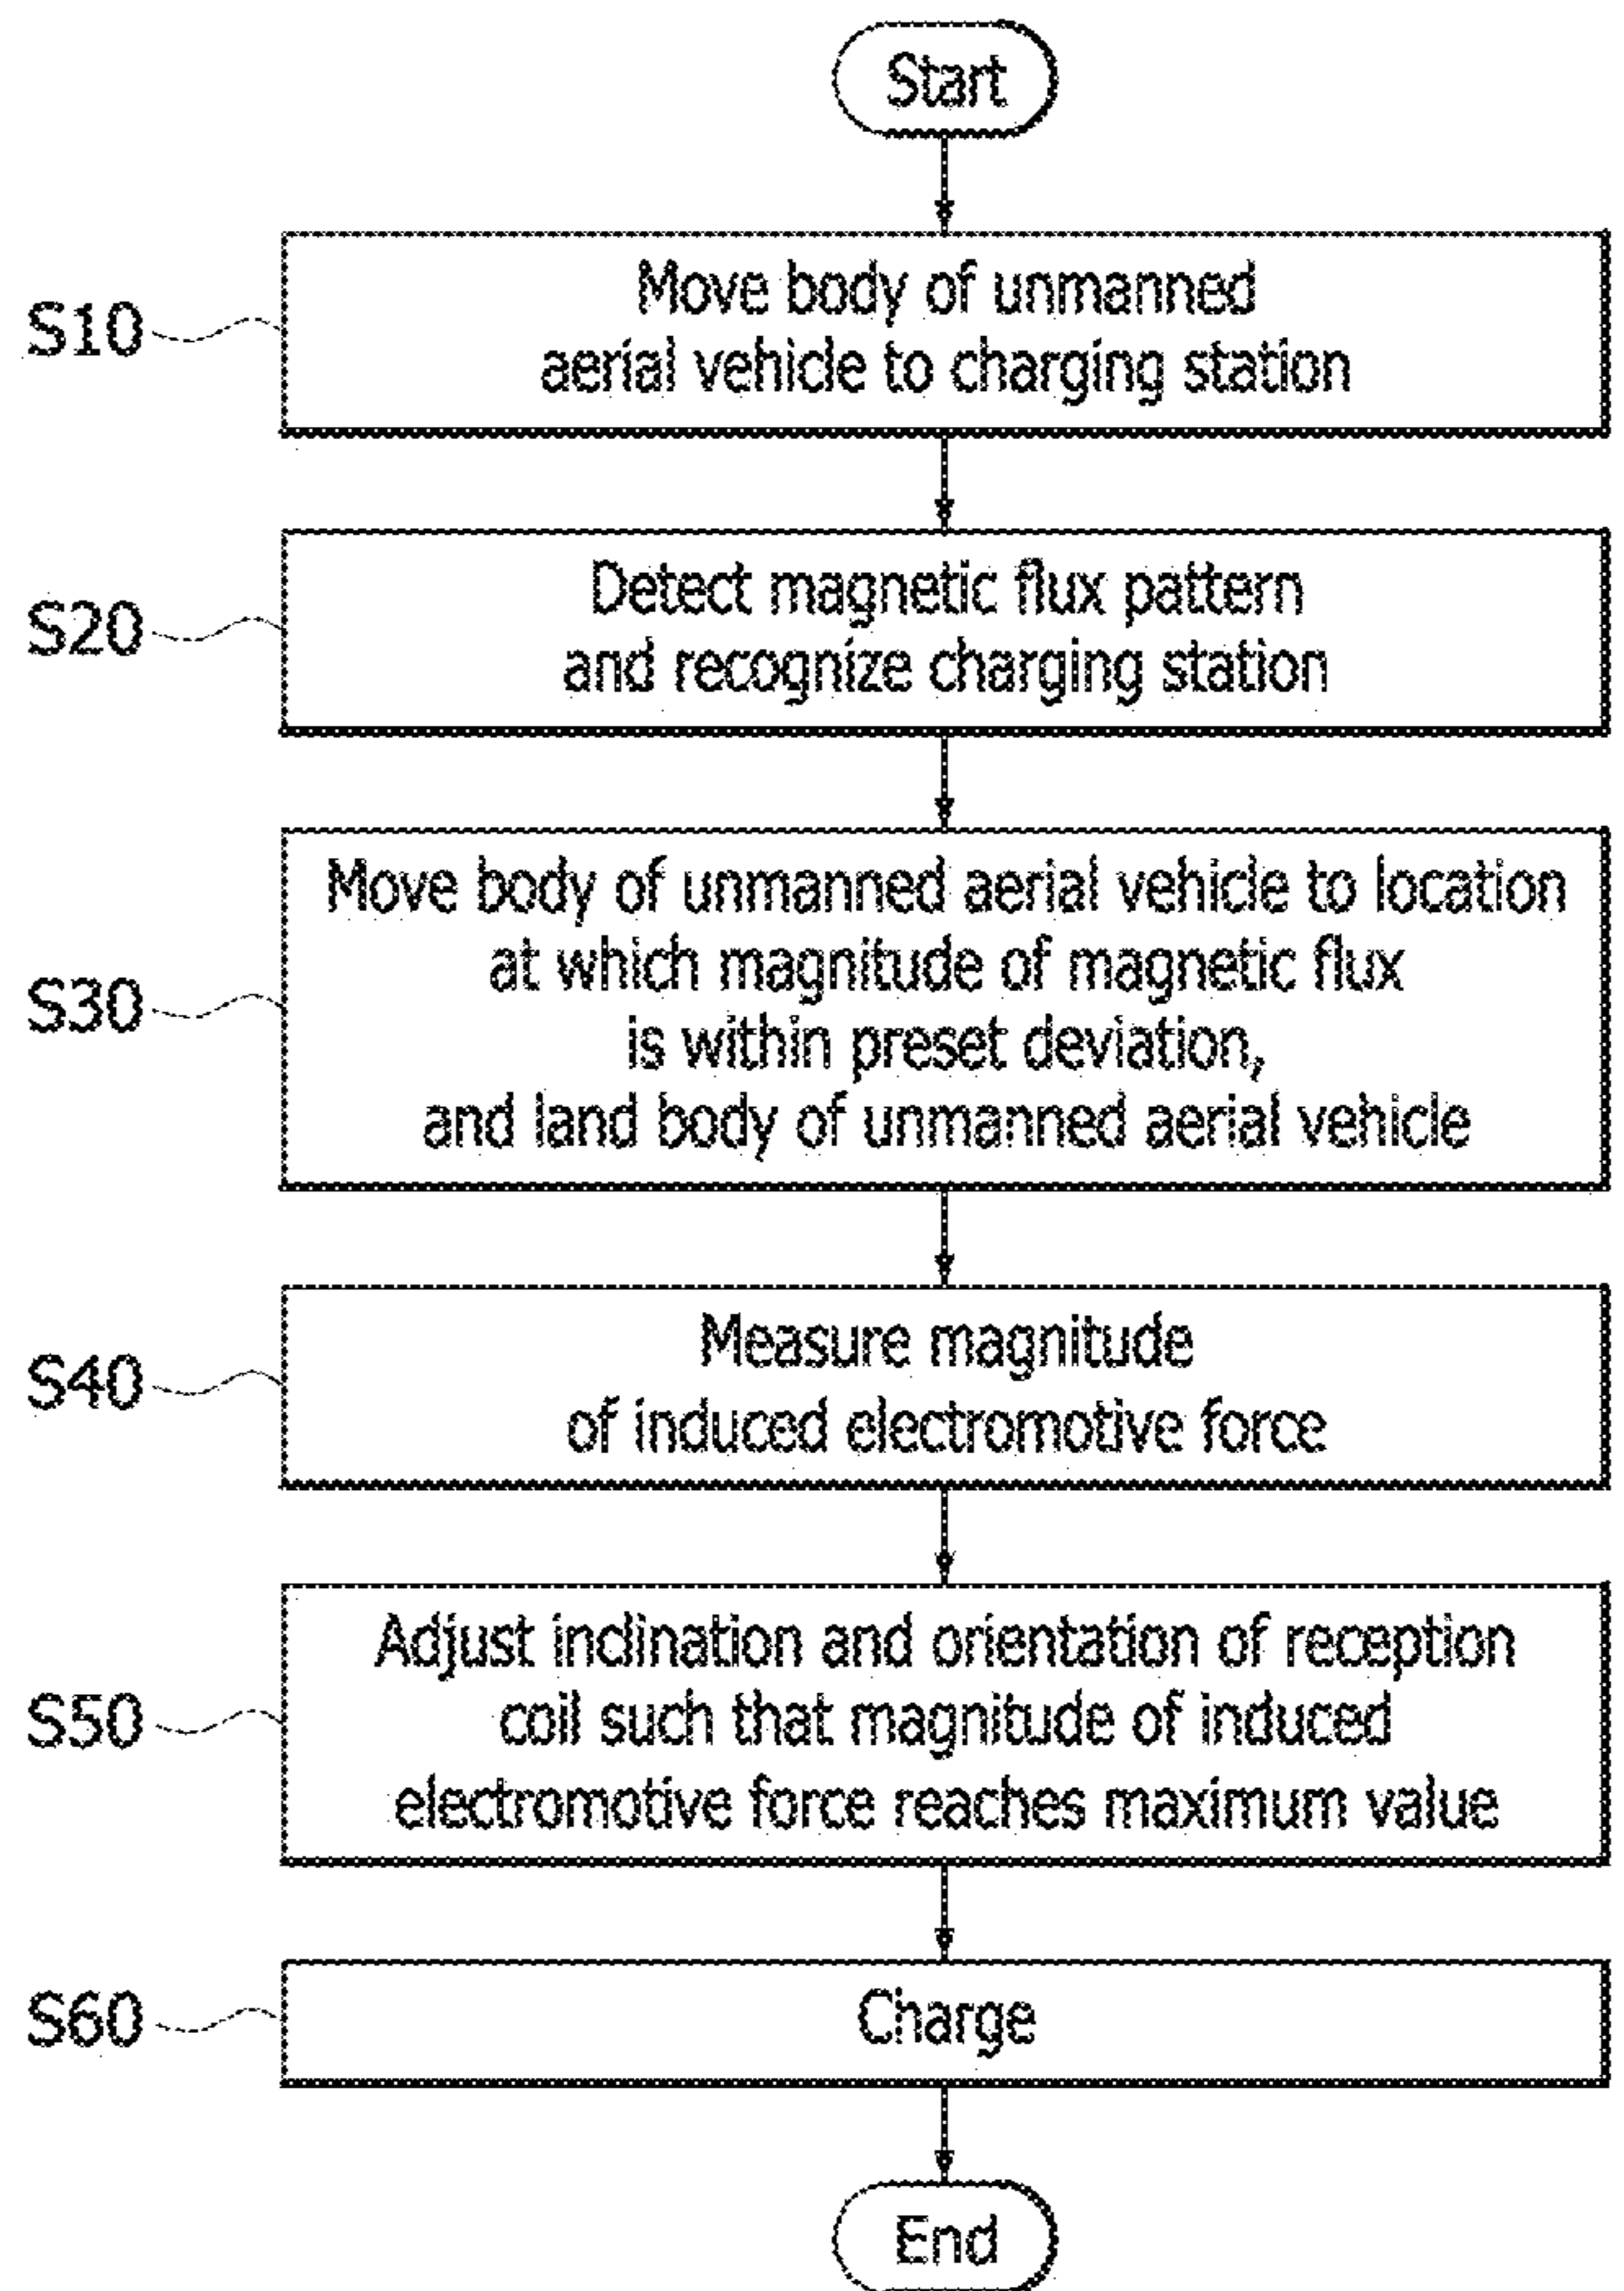 Start
S10
Move body of unmanned
aerial vehicle to charging station
S20
Detect magnetic flux pattern
and recognize charging station
S30
Move body of unmanned aerial vehicle to location
at which magnitude of magnetic flux
is within preset deviation,
and land body of unmanned aerial vehicle
S40
Measure magnitude
of induced electromotive force
S50
Adjust inclination and orientation of reception
coil such that magnitude of induced
electromotive force reaches maximum value
S60
Charge
End